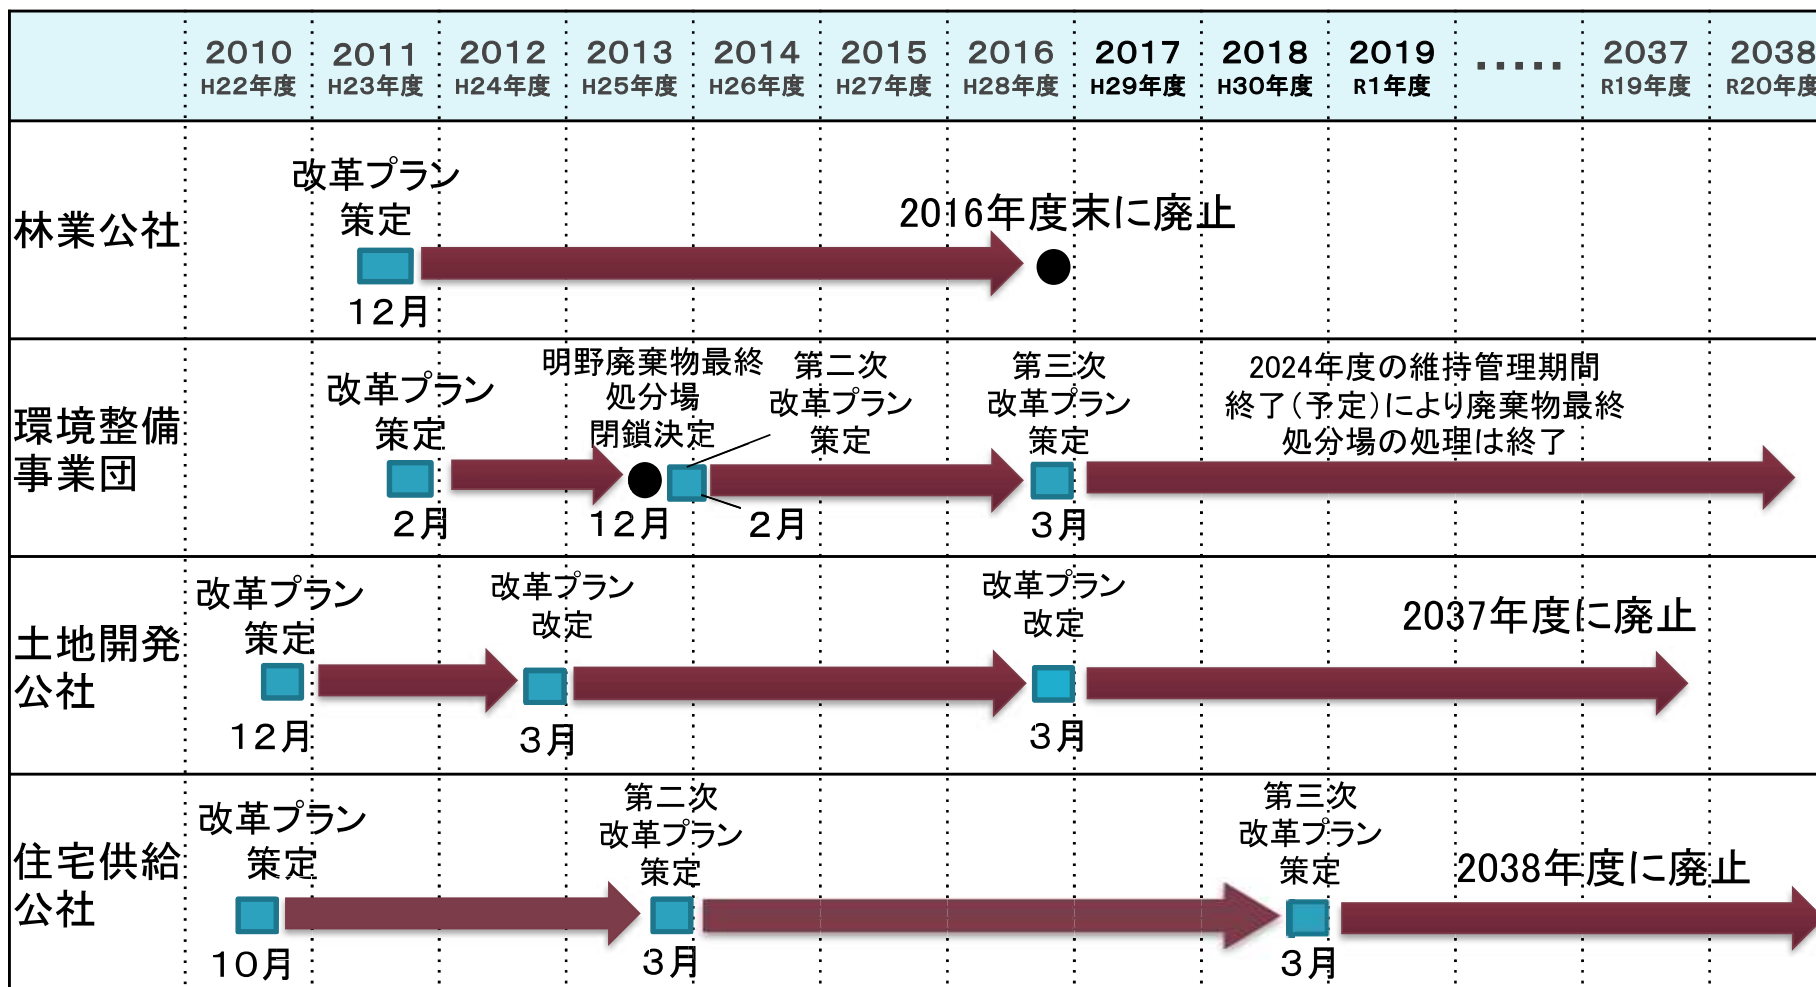 2010 2011 2012 2013 2014 2015 2016 2017 2018 2019 ・・・・・ 2037 2038
H22年度 H23年度 H24年度 H25年度 H26年度 H27年度 H28年度 H29年度 H30年度 R1年度 R19年度 R20年度
林業公社
改革プラン
策定
12月
2016年度末に廃止
環境整備
事業団
改革プラン
策定
2月
明野廃棄物最終
処分場
閉鎖決定
12月
第二次
改革プラン
策定
2月
第三次
改革プラン
策定
3月
2024年度の維持管理期間
終了(予定)により廃棄物最終
処分場の処理は終了
土地開発
公社
改革プラン
策定
12月
改革プラン
改定
3月
改革プラン
改定
3月
2037年度に廃止
住宅供給
公社
改革プラン
策定
10月
第二次
改革プラン
策定
3月
第三次
改革プラン
策定
3月
2038年度に廃止